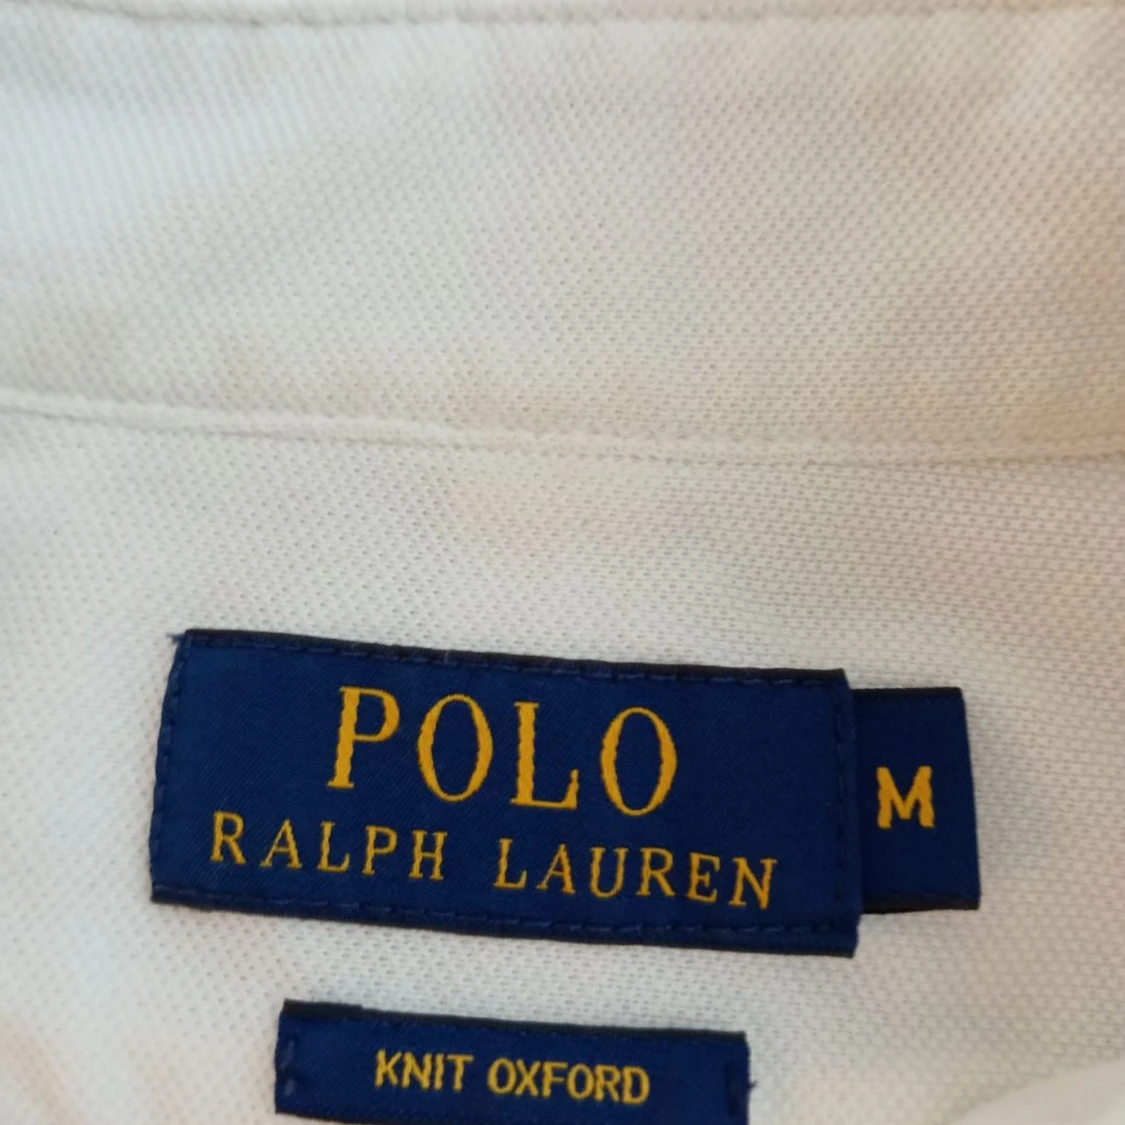 POLO
RALPH LAUREN
M
KNIT OXFORD